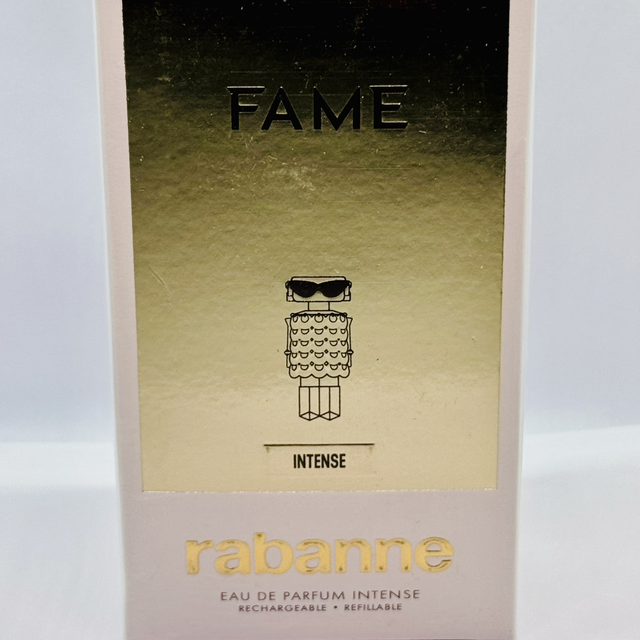 FAME
INTENSE
rabanne
EAU DE PARFUM INTENSE
RECHARGEABLE • REFILLABLE